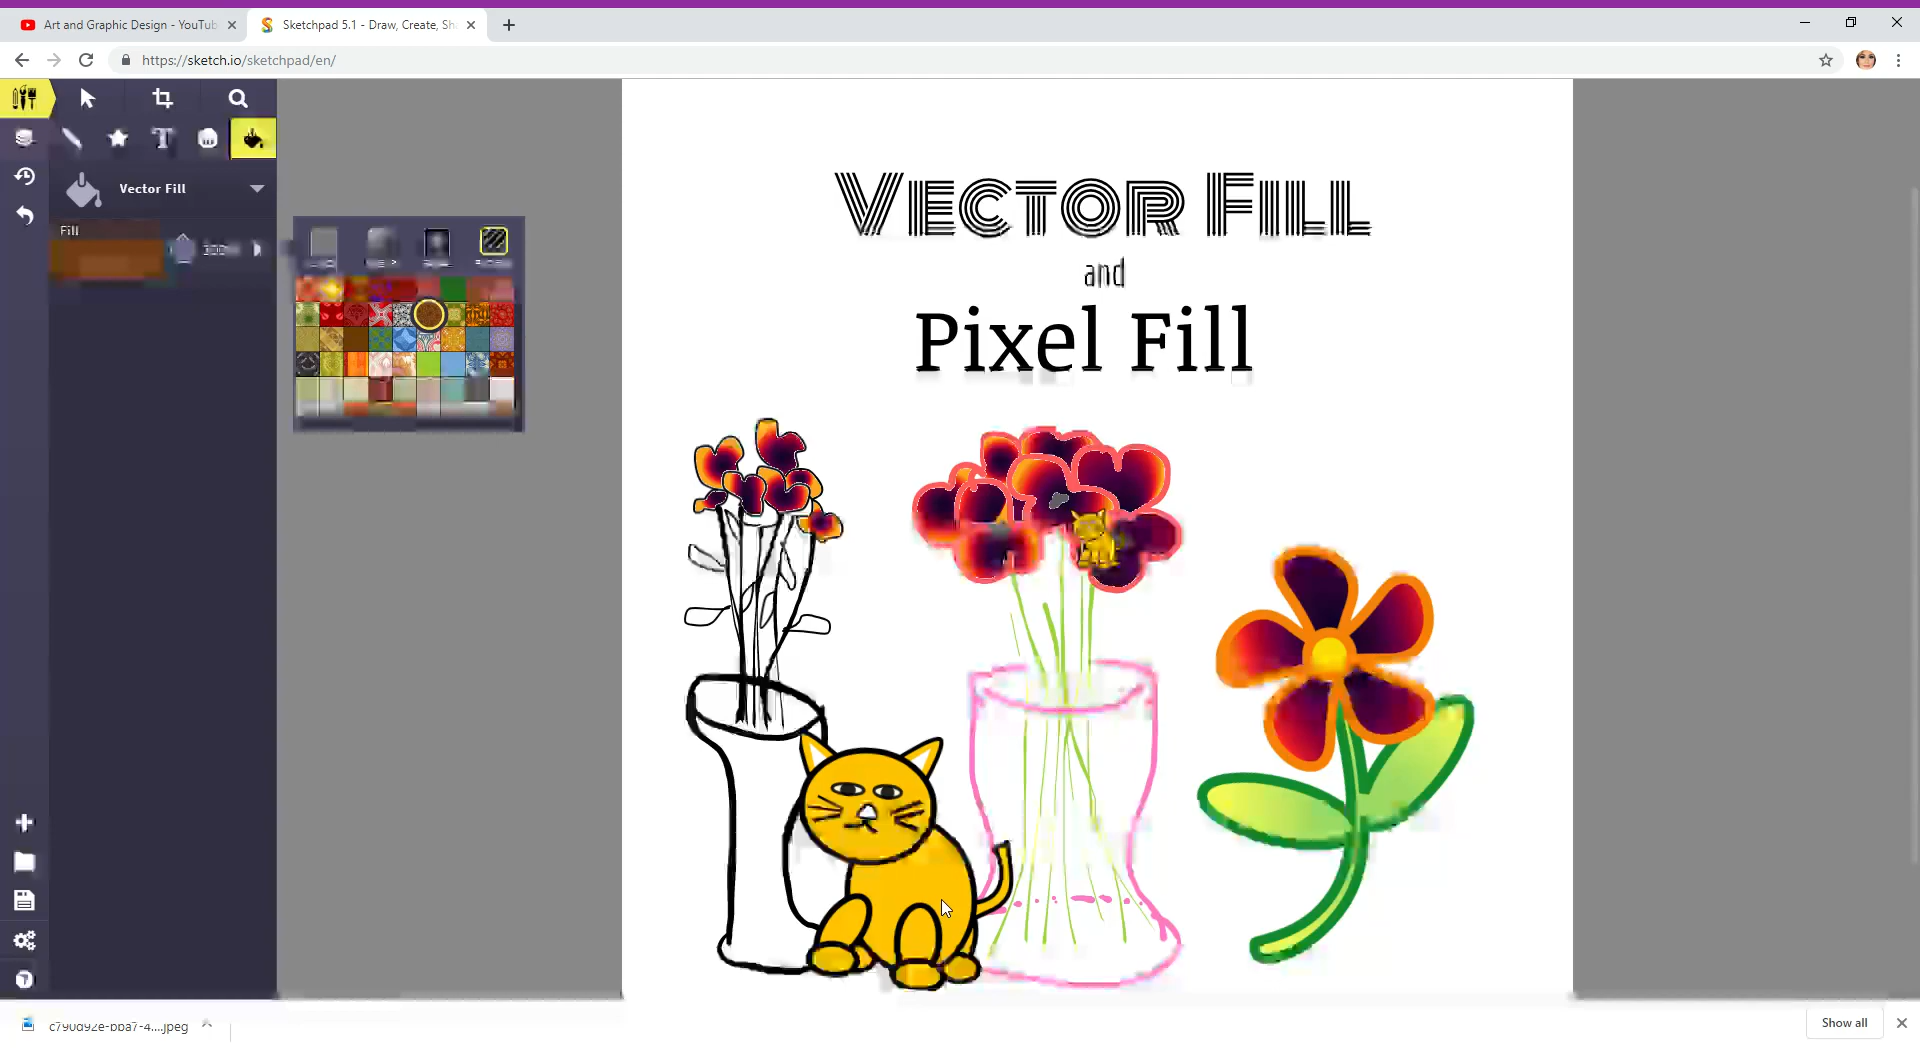 Art and Graphic Design - YouTub
Sketchpad 5.1 - Draw, Create, Sh
https://sketch.io/sketchpad/en/
Vector Fill
Fill
VECTOR FILL
and
Pixel Fill
Show all